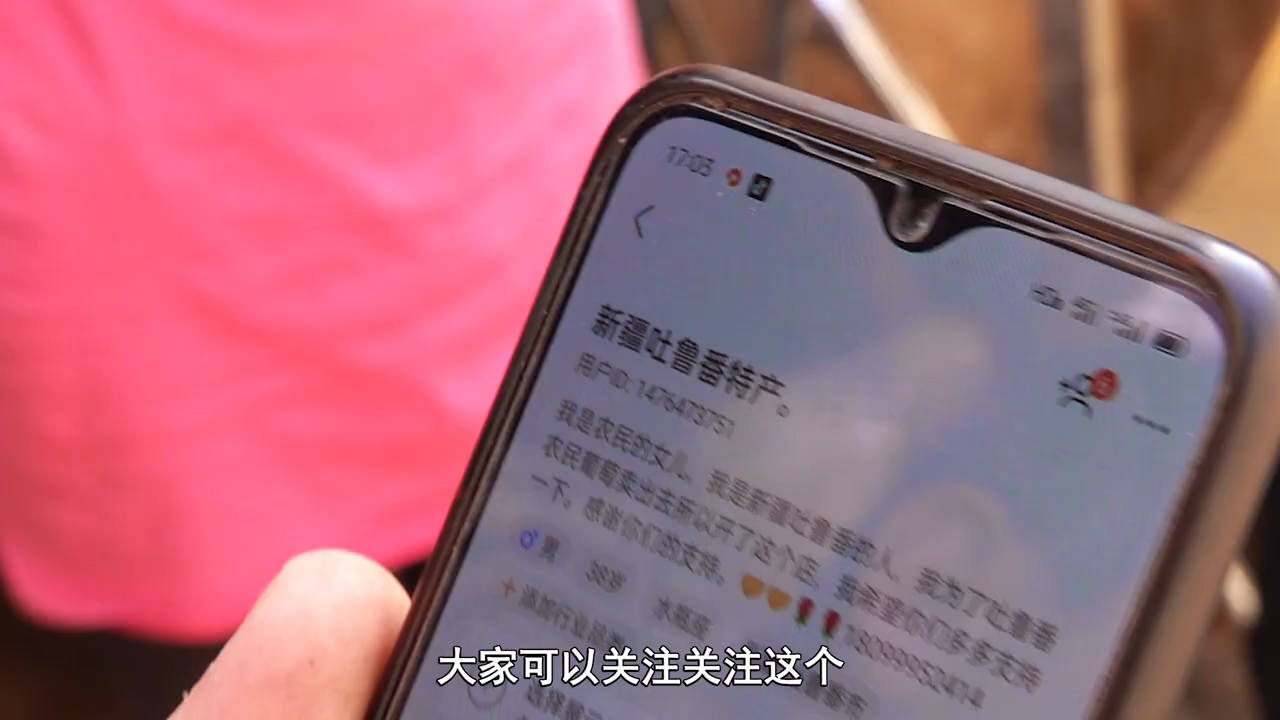 17:05
新疆吐鲁番特产。
用户ID: 1476473751
我是农民的女儿，我是新疆吐鲁番的人，我为了吐鲁番
农民葡萄卖出去所以开了这个店，我希望你们多多支持
一下，感谢你们的支持。
男 38岁 水瓶座
大家可以关注关注这个